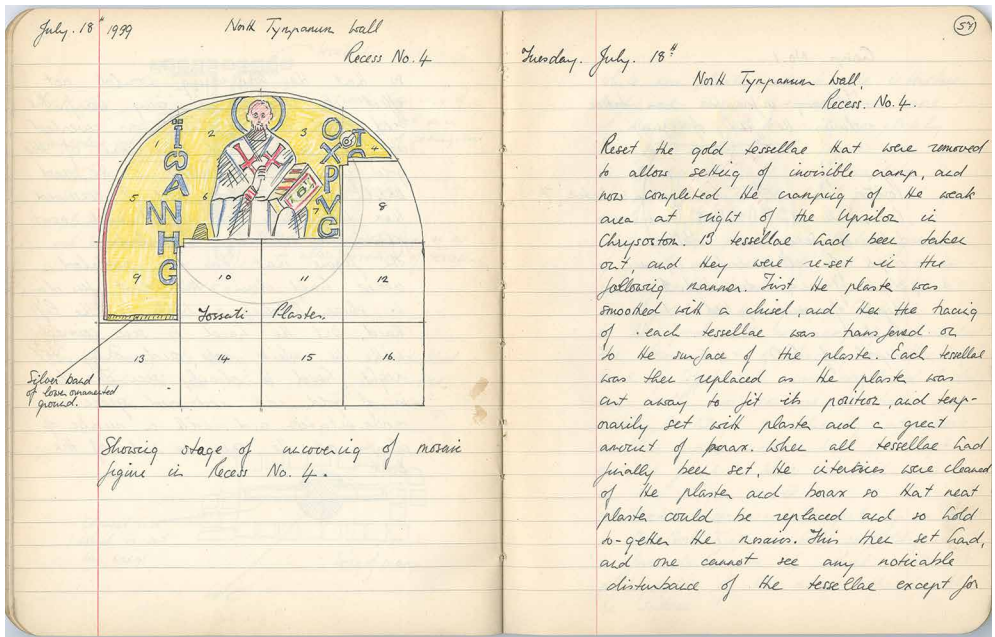 July. 18" 1939
North Tympanum Wall
Recess No. 4
1
2
3
4
5
6
7
8
9
10
11
12
Fossati Plaster.
13
14
15
16.
ΙѠΑΝΝΗϹ
Ο ΧΡΥϹ
ΤΟ
Silver band
of lower ornamented
ground.
Showing stage of uncovering of mosaic
figure in Recess No. 4.
57
Tuesday. July. 18"
North Tympanum Wall,
Recess. No. 4.
Reset the gold tessellae that were removed
to allow setting of invisible cramp, and
now completed the cramping of the weak
area at right of the Upsilon in
Chrysostom. 13 tessellae had been taken
out, and they were re-set in the
following manner. First the plaster was
smoothed with a chisel, and then the tracing
of each tessellae was transfered on
to the surface of the plaster. Each tessellae
was then replaced as the plaster was
cut away to fit its position, and temp-
orarily set with plaster and a great
amount of borax. When all tessellae had
finally been set, the interstices were cleaned
of the plaster and borax so that neat
plaster could be replaced and so hold
to-gether the mosaics. This then set hard,
and one cannot see any noticable
disturbance of the tessellae except for